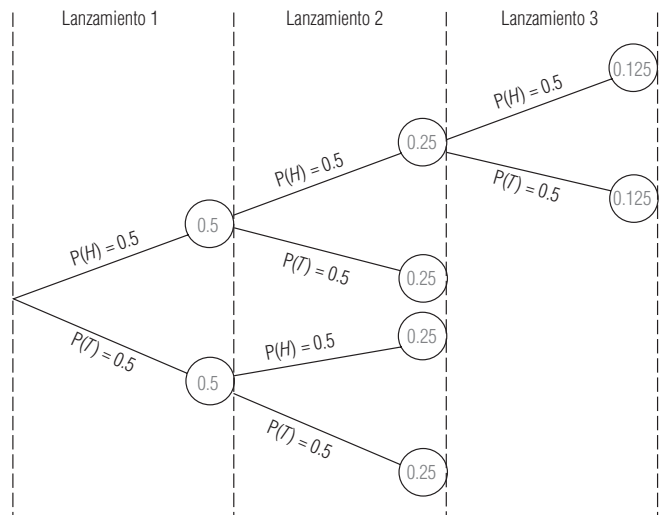 Lanzamiento 1 Lanzamiento 2 Lanzamiento 3
0.125
P(H) = 0.5
0.25
P(H) = 0.5
P(T) = 0.5
0.125
0.5
P(H) = 0.5
P(T) = 0.5
0.25
0.25
P(H) = 0.5
P(T) = 0.5
0.5
P(T) = 0.5
0.25